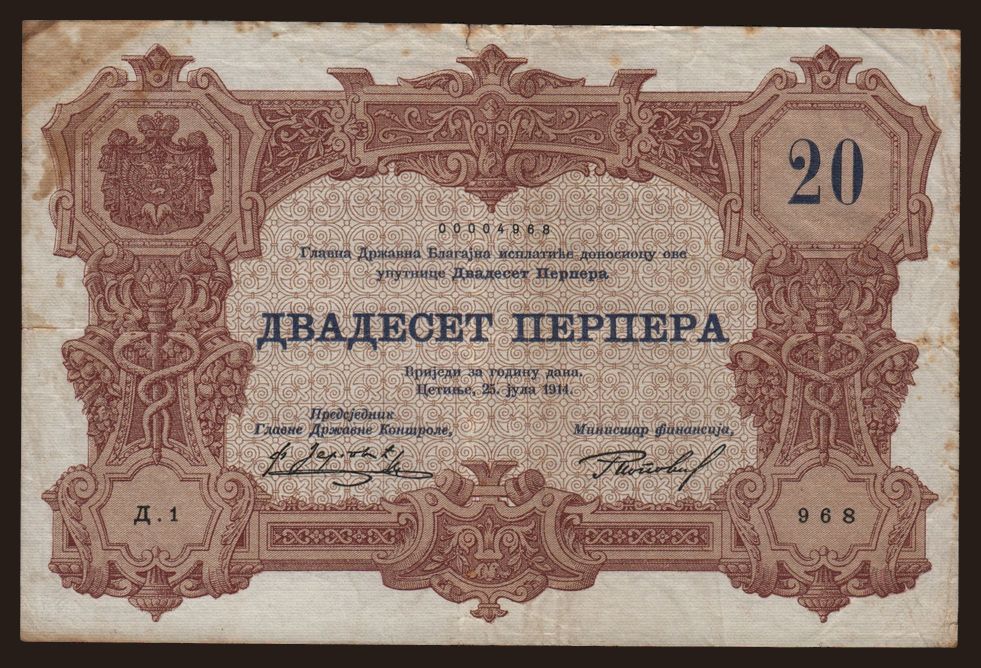 20
00004968
Главна Државна Благајна исплатиће доносиоцу ове
упутнице Двадесет Перпера
ДВАДЕСЕТ ПЕРПЕРА
Вриједи за годину дана.
Цетиње, 25. јула 1914.
Предсједник
Главне Државне Контроле,
Министар финансија,
Д.1
968